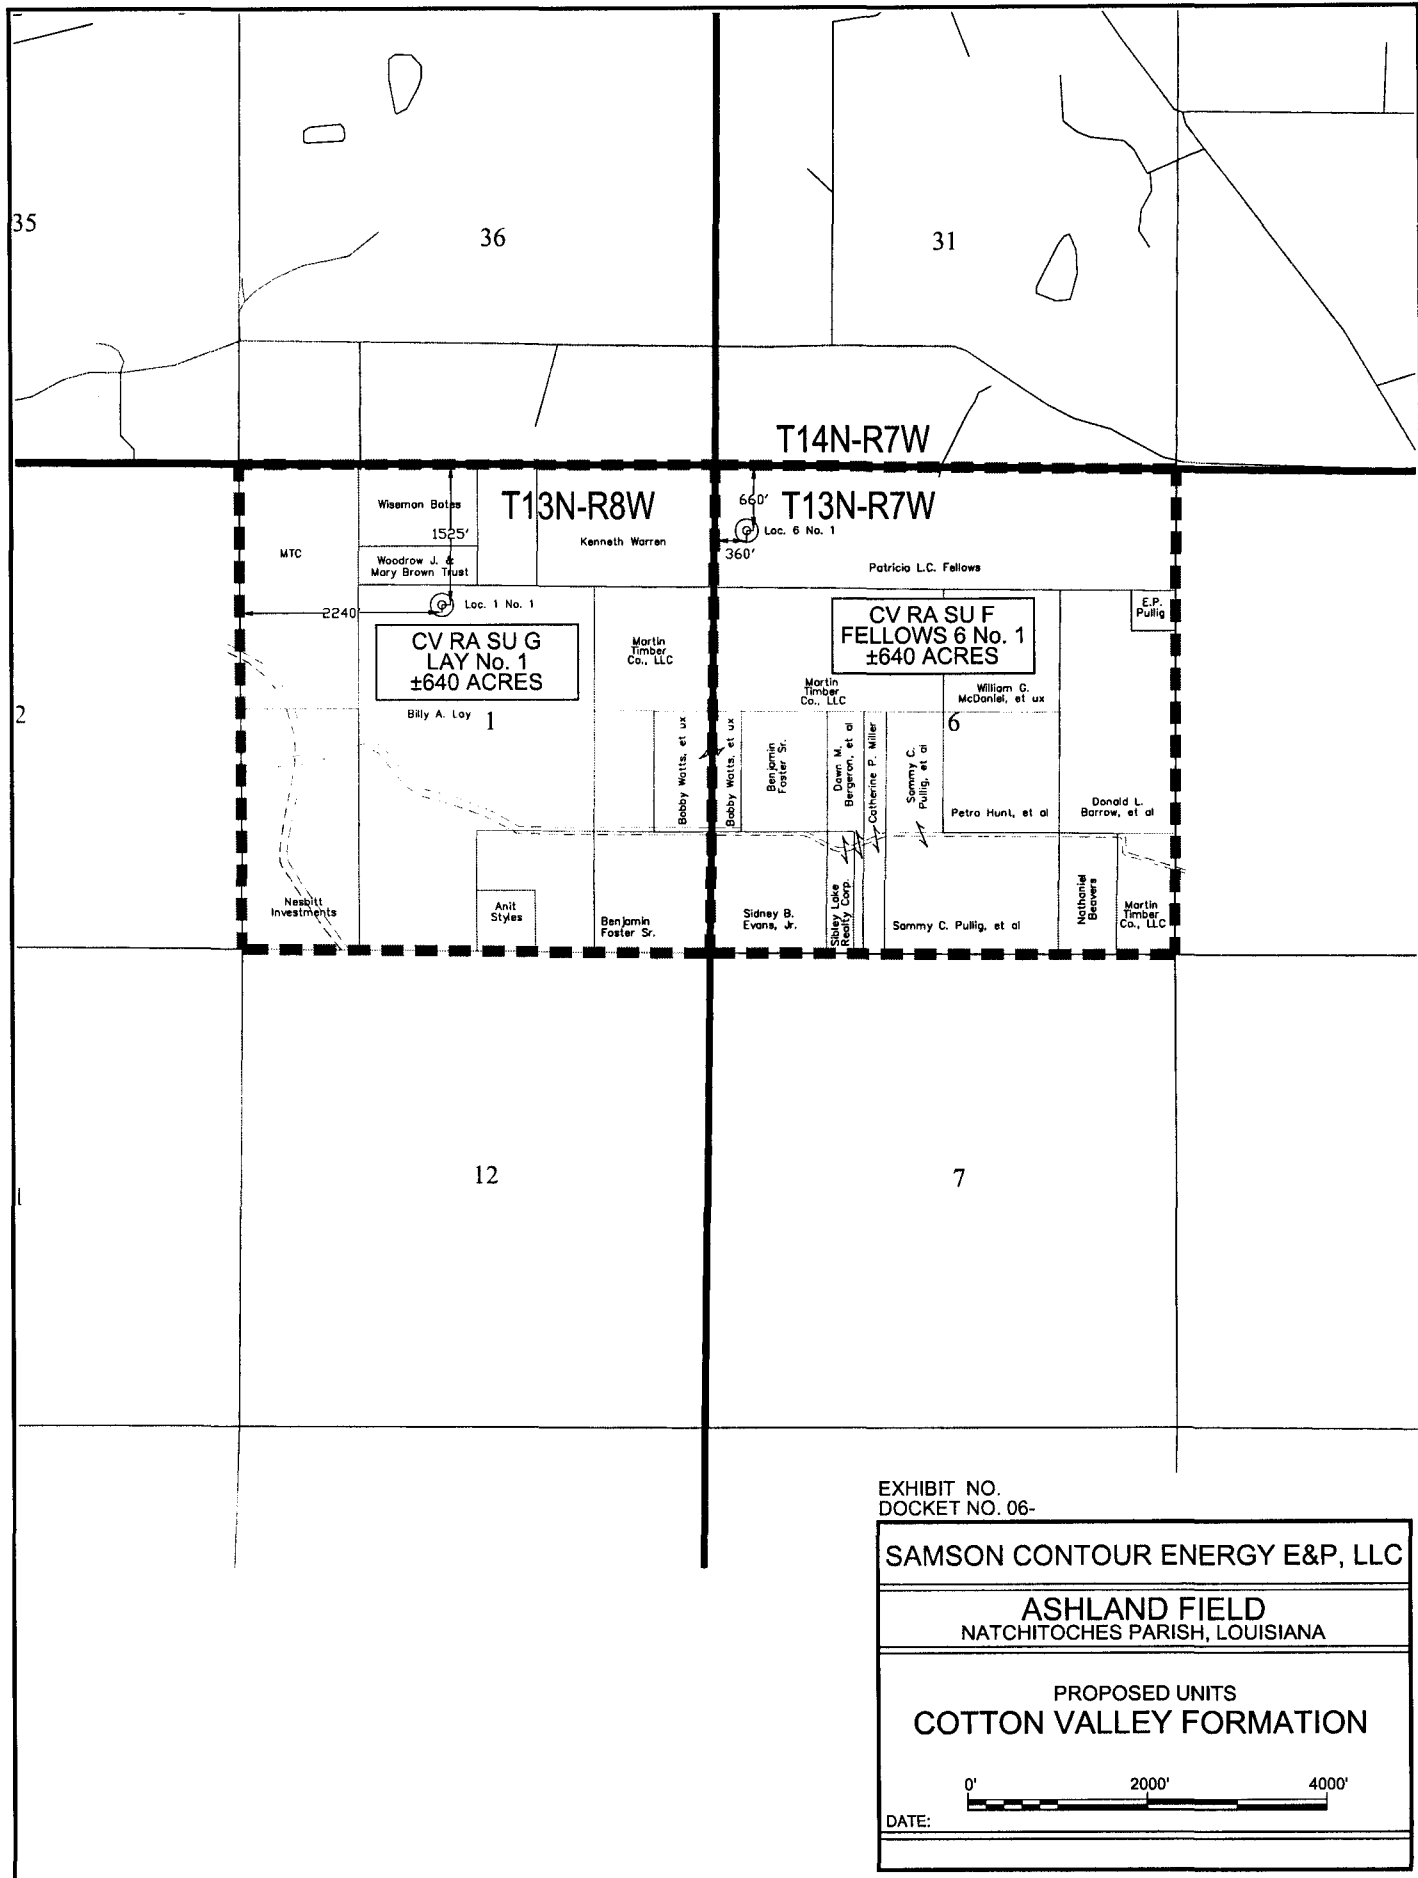 35
36
31
T14N-R7W
T13N-R8W
T13N-R7W
Wiseman Bates
1525'
MTC
Woodrow J. &
Mary Brown Trust
Kenneth Warren
660'
Loc. 6 No. 1
360'
Patricia L.C. Fellows
2240'
Loc. 1 No. 1
CV RA SU G
LAY No. 1
±640 ACRES
Martin
Timber
Co., LLC
CV RA SU F
FELLOWS 6 No. 1
±640 ACRES
E.P.
Pullig
2
Billy A. Lay
1
Martin
Timber
Co., LLC
William G.
McDaniel, et ux
6
Bobby Watts, et ux
Bobby Watts, et ux
Benjamin
Foster Sr.
Dawn M.
Bergeron, et al
Catherine P. Miller
Sammy C.
Pullig, et al
Petro Hunt, et al
Donald L.
Barrow, et al
Nesbitt
Investments
Anit
Styles
Benjamin
Foster Sr.
Sidney B.
Evans, Jr.
Sibley Lake
Realty Corp.
Sammy C. Pullig, et al
Nathaniel
Beavers
Martin
Timber
Co., LLC
12
7
EXHIBIT NO.
DOCKET NO. 06-
SAMSON CONTOUR ENERGY E&P, LLC
ASHLAND FIELD
NATCHITOCHES PARISH, LOUISIANA
PROPOSED UNITS
COTTON VALLEY FORMATION
0' 2000' 4000'
DATE: